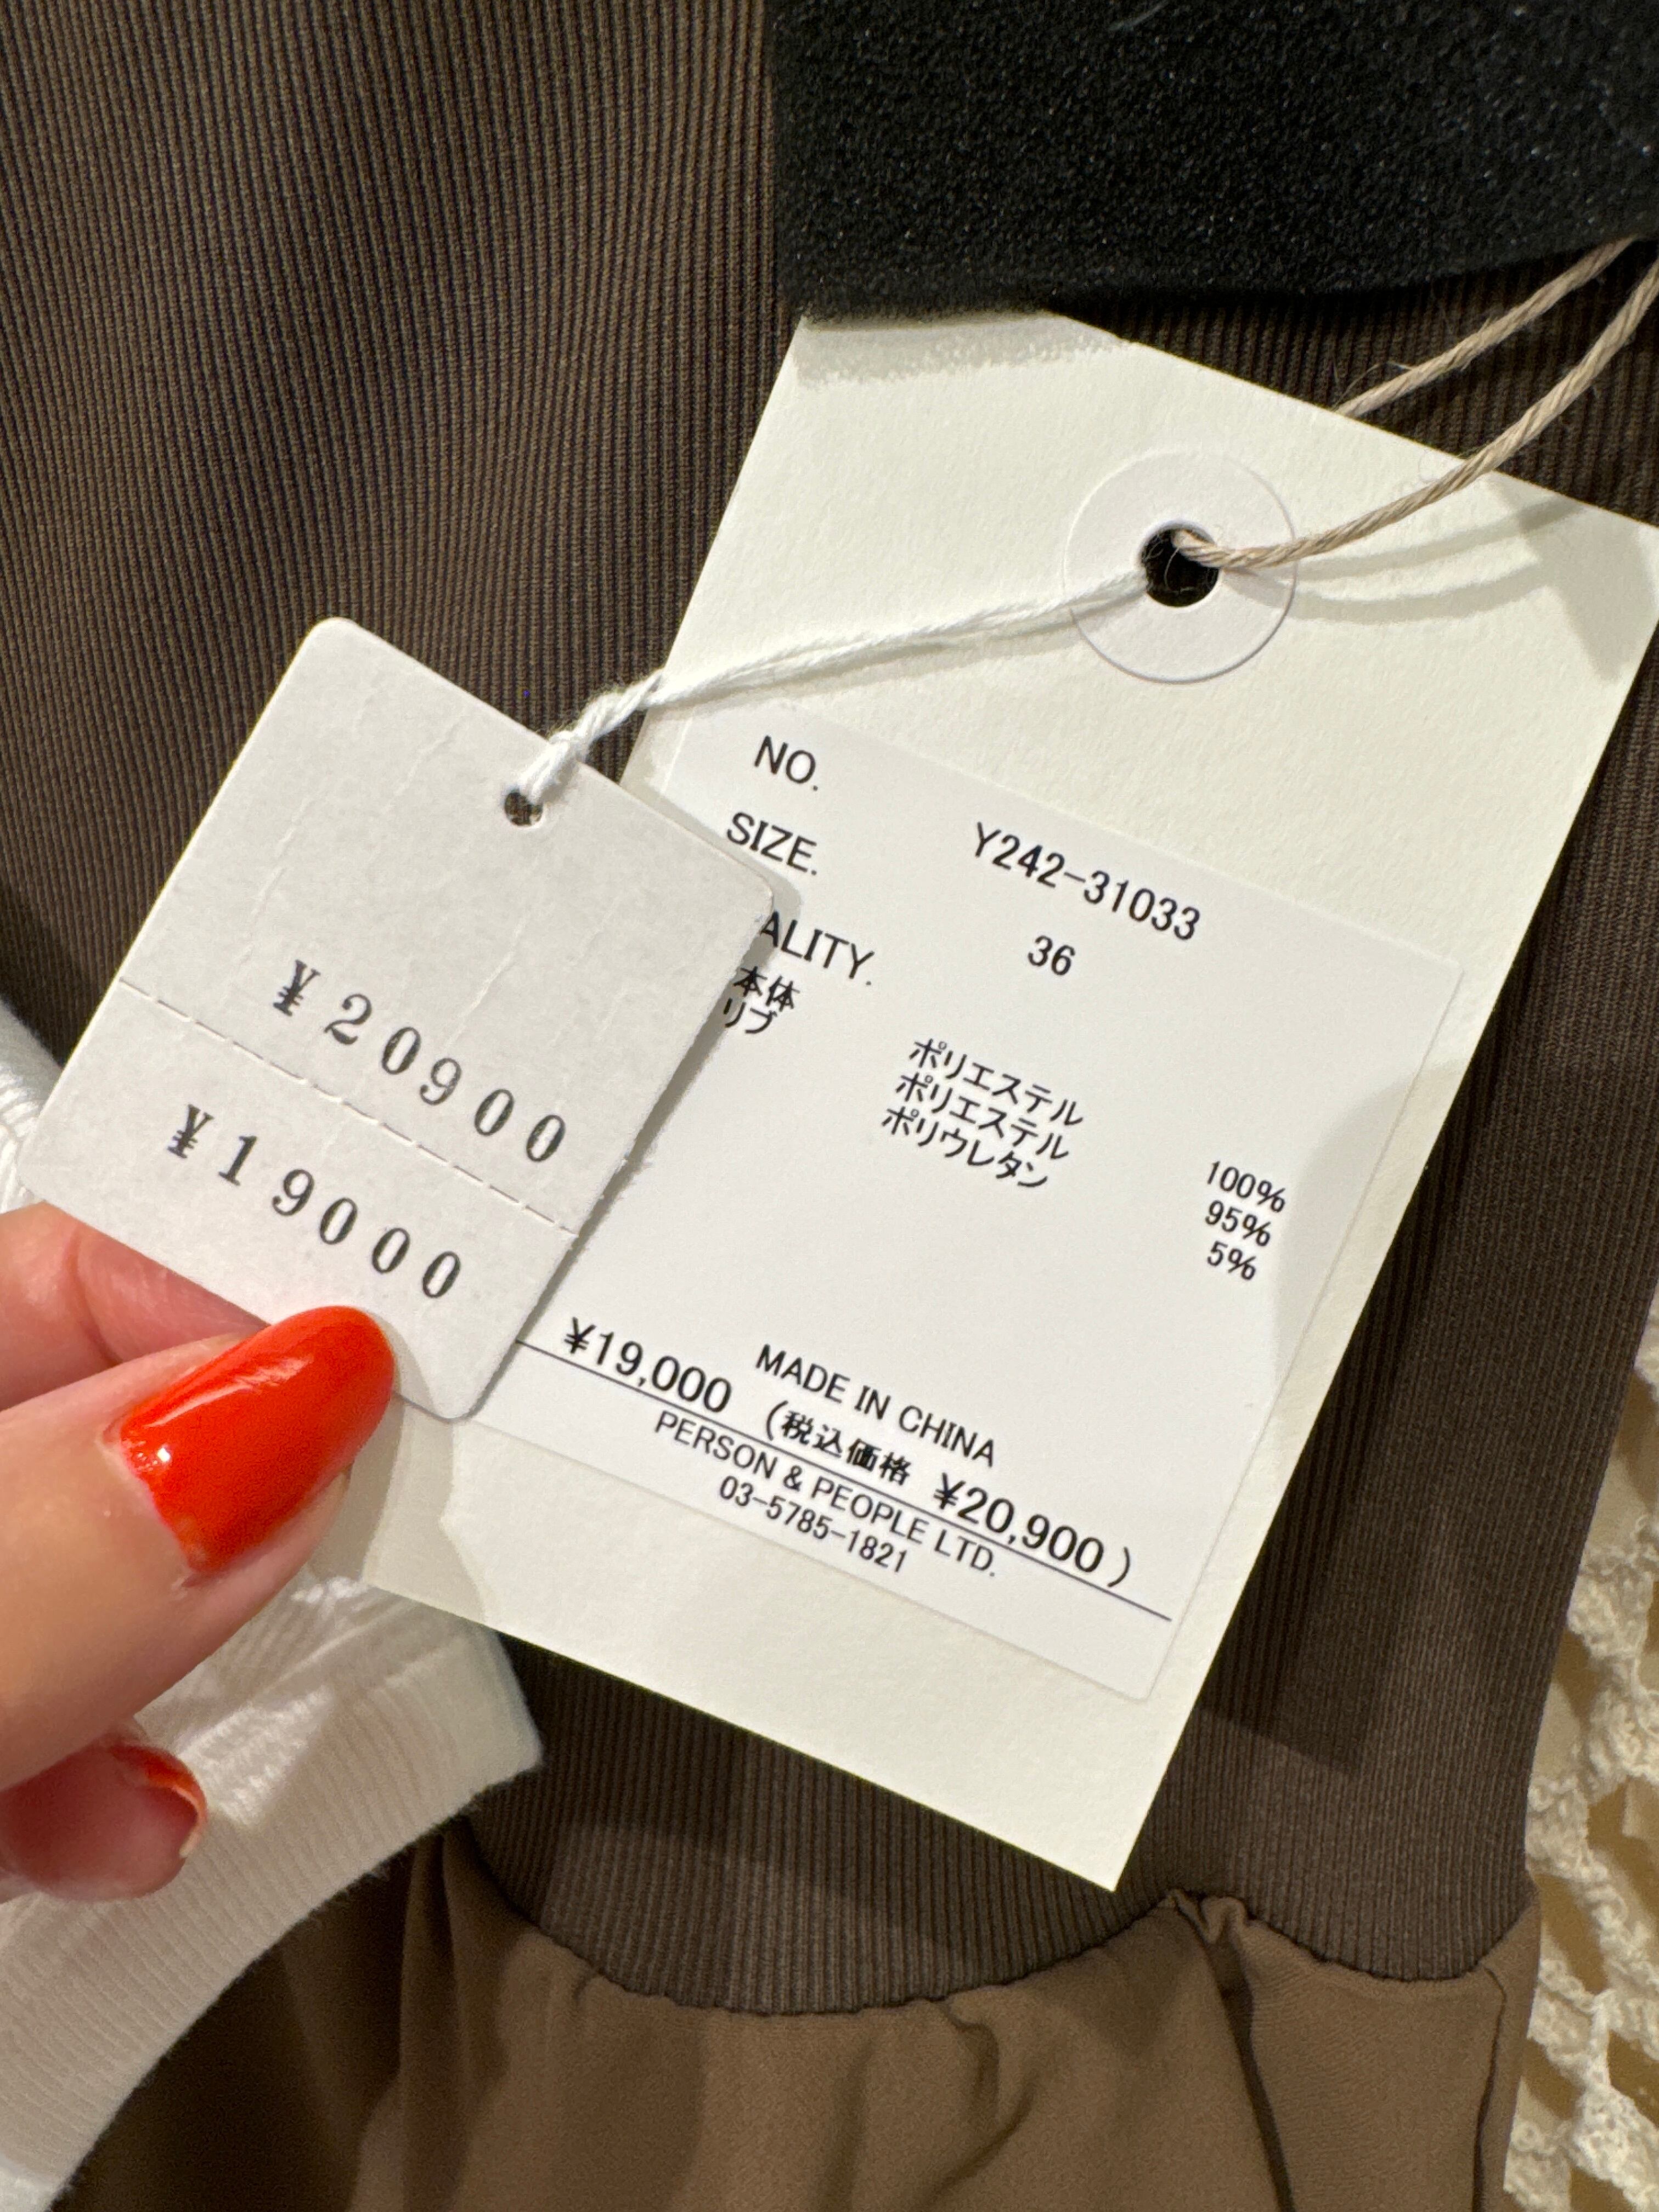 ¥20900
¥19000
NO. Y242-31033
SIZE. 36
ALITY.
本体 ポリエステル 100%
リブ ポリエステル 95%
ポリウレタン 5%
MADE IN CHINA
¥19,000 (税込価格 ¥20,900)
PERSON & PEOPLE LTD.
03-5785-1821